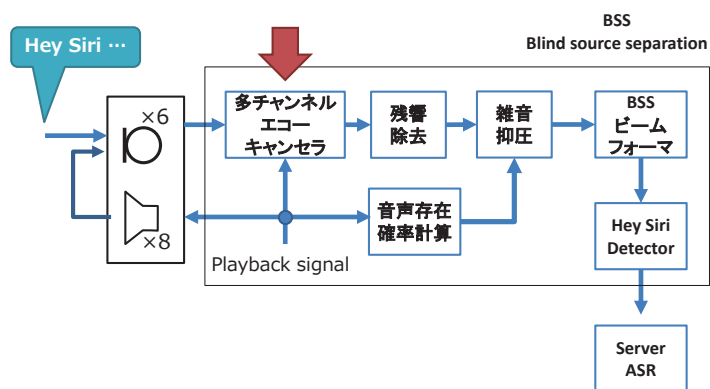 BSS
Blind source separation
Hey Siri …
×6
×8
多チャンネル
エコー
キャンセラ
残響
除去
雑音
抑圧
BSS
ビーム
フォーマ
音声存在
確率計算
Playback signal
Hey Siri
Detector
Server
ASR